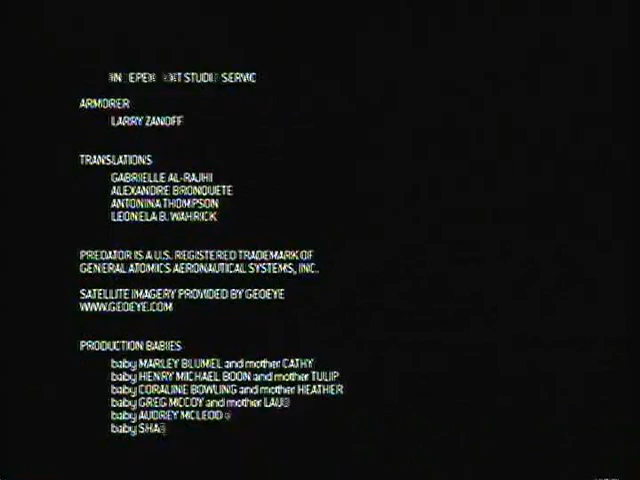 STUDIO SERVIC
ARMORER
LARRY ZANOFF
TRANSLATIONS
GABRIELLE AL-RAJHI
ALEXANDRE BRONQUETE
ANTONINA THOMPSON
LEONELA B. WAHRICK
PREDATOR IS A U.S. REGISTERED TRADEMARK OF
GENERAL ATOMICS AERONAUTICAL SYSTEMS, INC.
SATELLITE IMAGERY PROVIDED BY GEOEYE
WWW.GEOEYE.COM
PRODUCTION BABIES
baby MARLEY BLUMEL and mother CATHY
baby HENRY MICHAEL BOON and mother TULIP
baby CORALINE BOWLING and mother HEATHER
baby GREG MCCOY and mother
baby AUDREY MCLEOD
baby